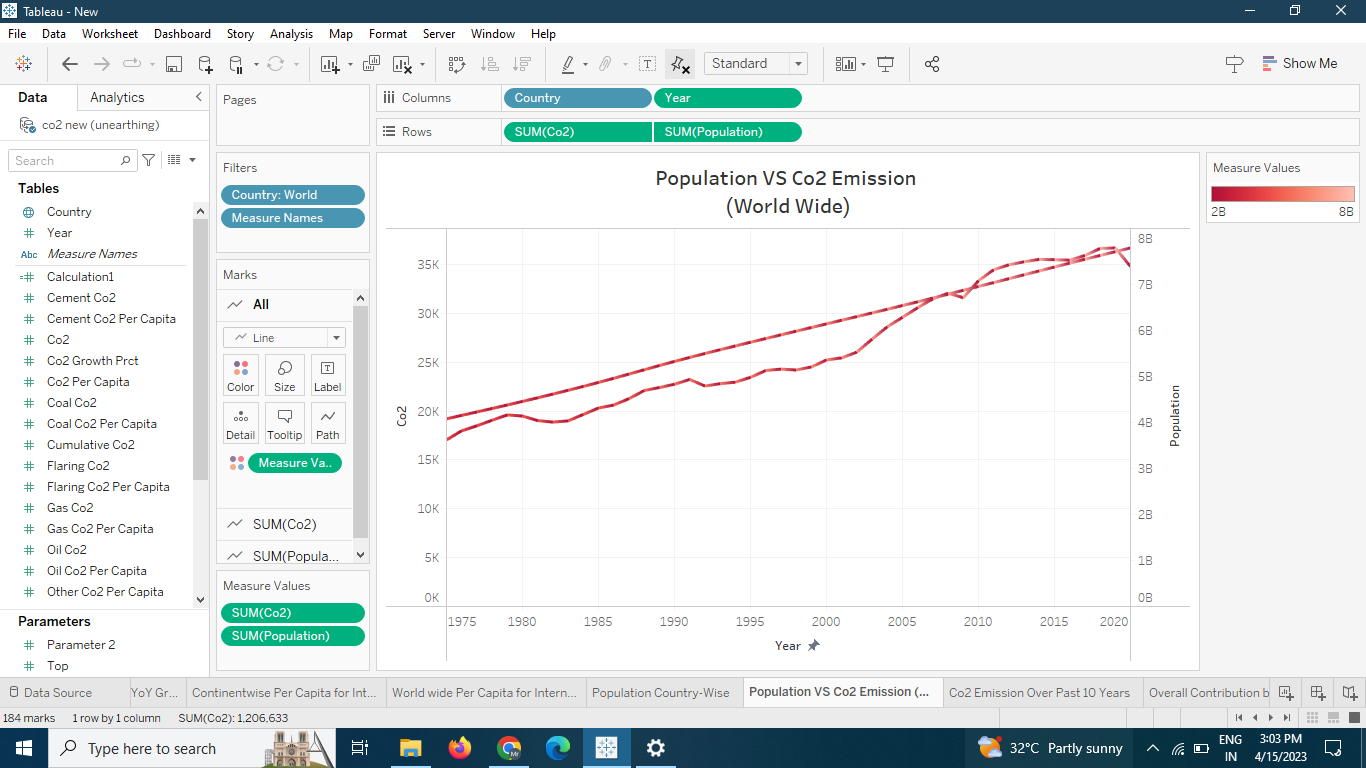 Tableau - New
File Data Worksheet Dashboard Story Analysis Map Format Server Window Help
Standard
Show Me
Data Analytics
co2 new (unearthing)
Search
Tables
Country
Year
Abc Measure Names
Calculation1
Cement Co2
Cement Co2 Per Capita
Co2
Co2 Growth Prct
Co2 Per Capita
Coal Co2
Coal Co2 Per Capita
Cumulative Co2
Flaring Co2
Flaring Co2 Per Capita
Gas Co2
Gas Co2 Per Capita
Oil Co2
Oil Co2 Per Capita
Other Co2 Per Capita
Parameters
Parameter 2
Top
Pages
Filters
Country: World
Measure Names
Marks
All
Line
Color Size Label
Detail Tooltip Path
Measure Va..
SUM(Co2)
SUM(Popula...
Measure Values
SUM(Co2)
SUM(Population)
Columns Country Year
Rows SUM(Co2) SUM(Population)
Population VS Co2 Emission
(World Wide)
Co2
35K
30K
25K
20K
15K
10K
5K
0K
8B
7B
6B
5B
4B
3B
2B
1B
0B
Population
1975 1980 1985 1990 1995 2000 2005 2010 2015 2020
Year
Measure Values
2B 8B
Data Source YoY Gr... Continentwise Per Capita for Int... World wide Per Capita for Intern... Population Country-Wise Population VS Co2 Emission (... Co2 Emission Over Past 10 Years Overall Contribution b
184 marks 1 row by 1 column SUM(Co2): 1,206,633
Type here to search
32°C Partly sunny
ENG
IN
3:03 PM
4/15/2023